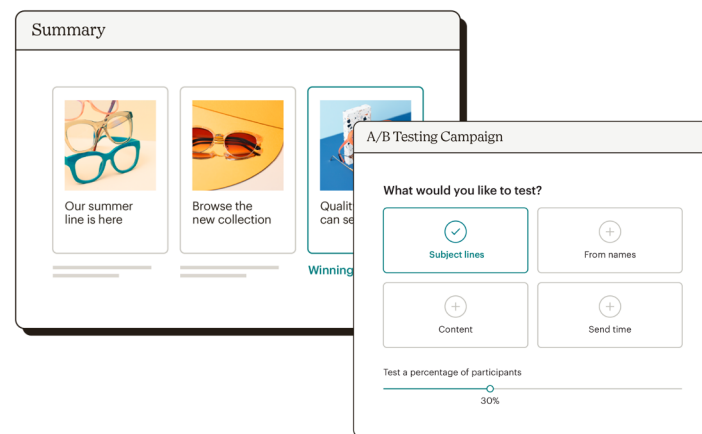 Summary
Our summer
line is here
Browse the
new collection
Qualit
can se
Winning
A/B Testing Campaign
What would you like to test?
Subject lines
From names
Content
Send time
Test a percentage of participants
30%